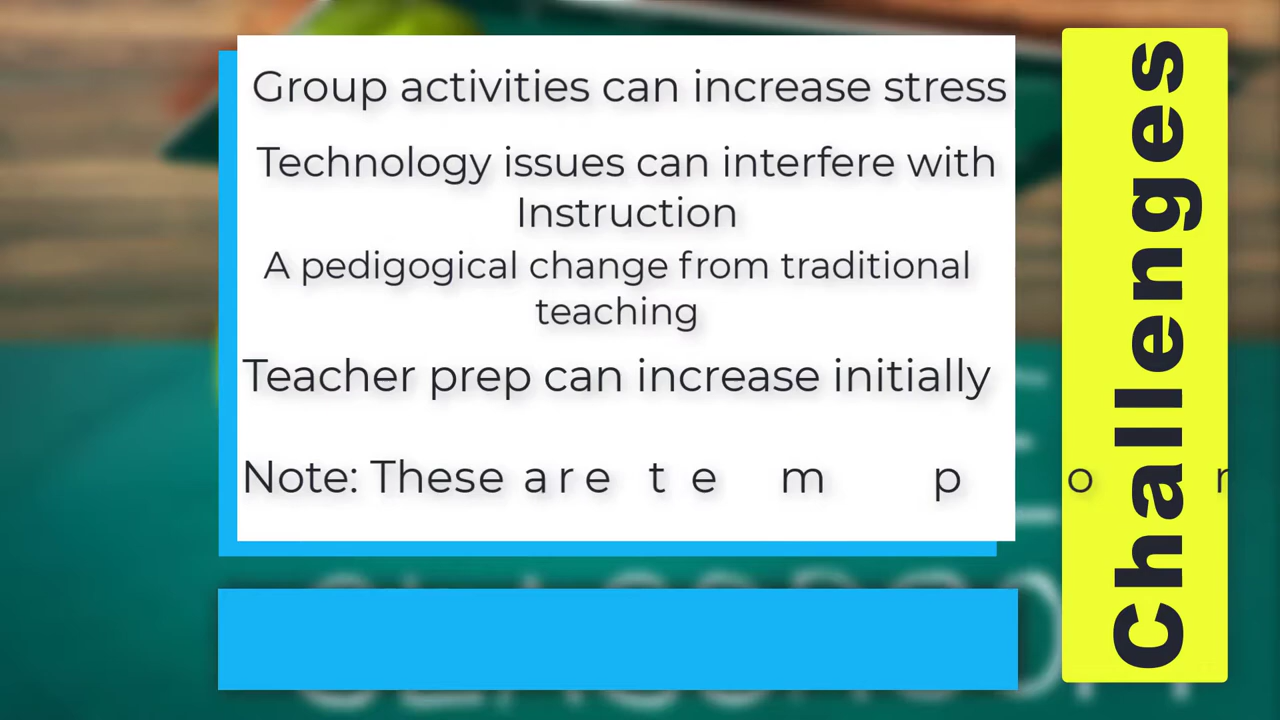 Group activities can increase stress
Technology issues can interfere with
Instruction
A pedigogical change from traditional
teaching
Teacher prep can increase initially
Note: These are t e m p o r
Challenges